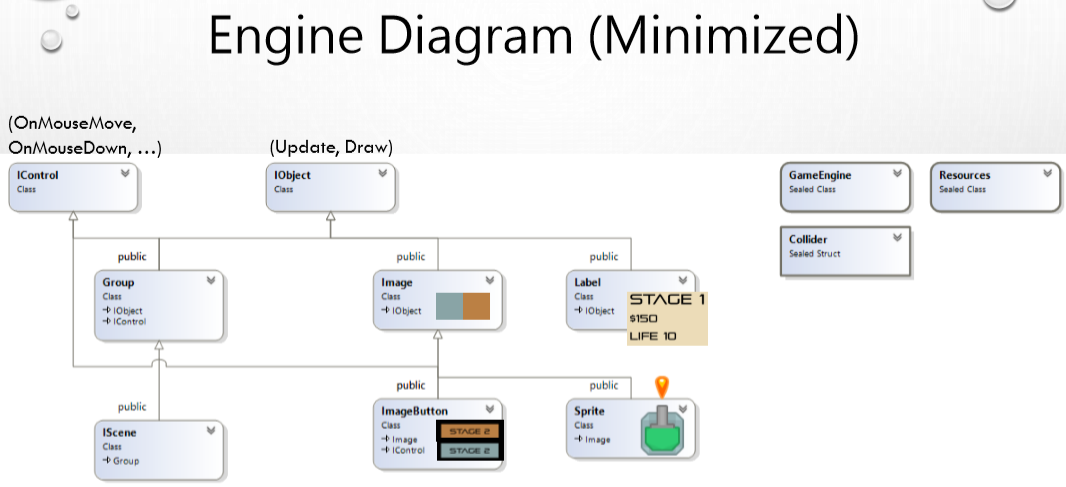 Engine Diagram (Minimized)
(OnMouseMove,
OnMouseDown, ...)
(Update, Draw)
IControl
Class
IObject
Class
GameEngine
Sealed Class
Resources
Sealed Class
Collider
Sealed Struct
public
public
public
Group
Class
IObject
IControl
Image
Class
IObject
Label
Class
IObject
STAGE 1
$150
LIFE 10
public
public
public
IScene
Class
Group
ImageButton
Class
Image
IControl
STAGE 2
STAGE 2
Sprite
Class
Image